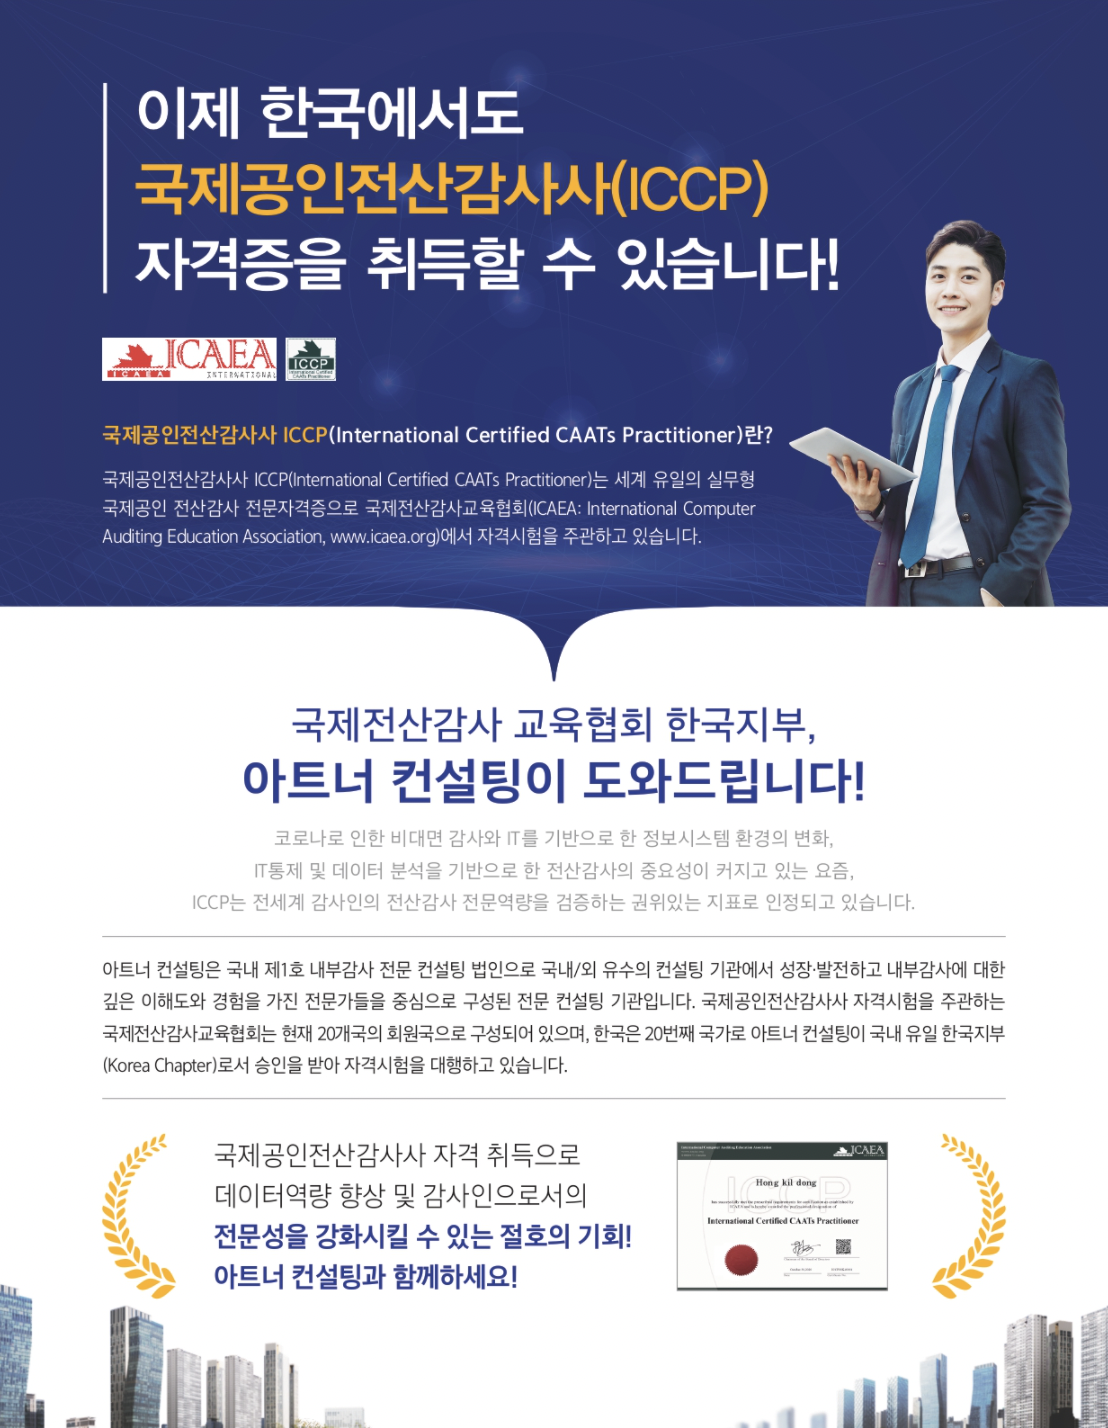 이제 한국에서도
국제공인전산감사사(ICCP)
자격증을 취득할 수 있습니다!
ICAEA
ICAEA
INTERNATIONAL
ICCP
International Certified
CAATs Practitioner
국제공인전산감사사 ICCP(International Certified CAATs Practitioner)란?
국제공인전산감사사 ICCP(International Certified CAATs Practitioner)는 세계 유일의 실무형
국제공인 전산감사 전문자격증으로 국제전산감사교육협회(ICAEA: International Computer
Auditing Education Association, www.icaea.org)에서 자격시험을 주관하고 있습니다.
국제전산감사 교육협회 한국지부,
아트너 컨설팅이 도와드립니다!
코로나로 인한 비대면 감사와 IT를 기반으로 한 정보시스템 환경의 변화,
IT통제 및 데이터 분석을 기반으로 한 전산감사의 중요성이 커지고 있는 요즘,
ICCP는 전세계 감사인의 전산감사 전문역량을 검증하는 권위있는 지표로 인정되고 있습니다.
아트너 컨설팅은 국내 제1호 내부감사 전문 컨설팅 법인으로 국내/외 유수의 컨설팅 기관에서 성장·발전하고 내부감사에 대한
깊은 이해도와 경험을 가진 전문가들을 중심으로 구성된 전문 컨설팅 기관입니다. 국제공인전산감사사 자격시험을 주관하는
국제전산감사교육협회는 현재 20개국의 회원국으로 구성되어 있으며, 한국은 20번째 국가로 아트너 컨설팅이 국내 유일 한국지부
(Korea Chapter)로서 승인을 받아 자격시험을 대행하고 있습니다.
국제공인전산감사사 자격 취득으로
데이터역량 향상 및 감사인으로서의
전문성을 강화시킬 수 있는 절호의 기회!
아트너 컨설팅과 함께하세요!
ICAEA
ICCP
Hong kil dong
International Certified CAATs Practitioner